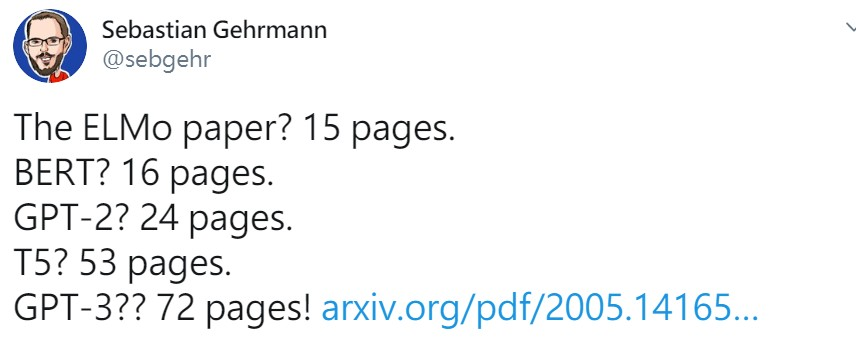 Sebastian Gehrmann
@sebgehr
The ELMo paper? 15 pages.
BERT? 16 pages.
GPT-2? 24 pages.
T5? 53 pages.
GPT-3?? 72 pages! arxiv.org/pdf/2005.14165...